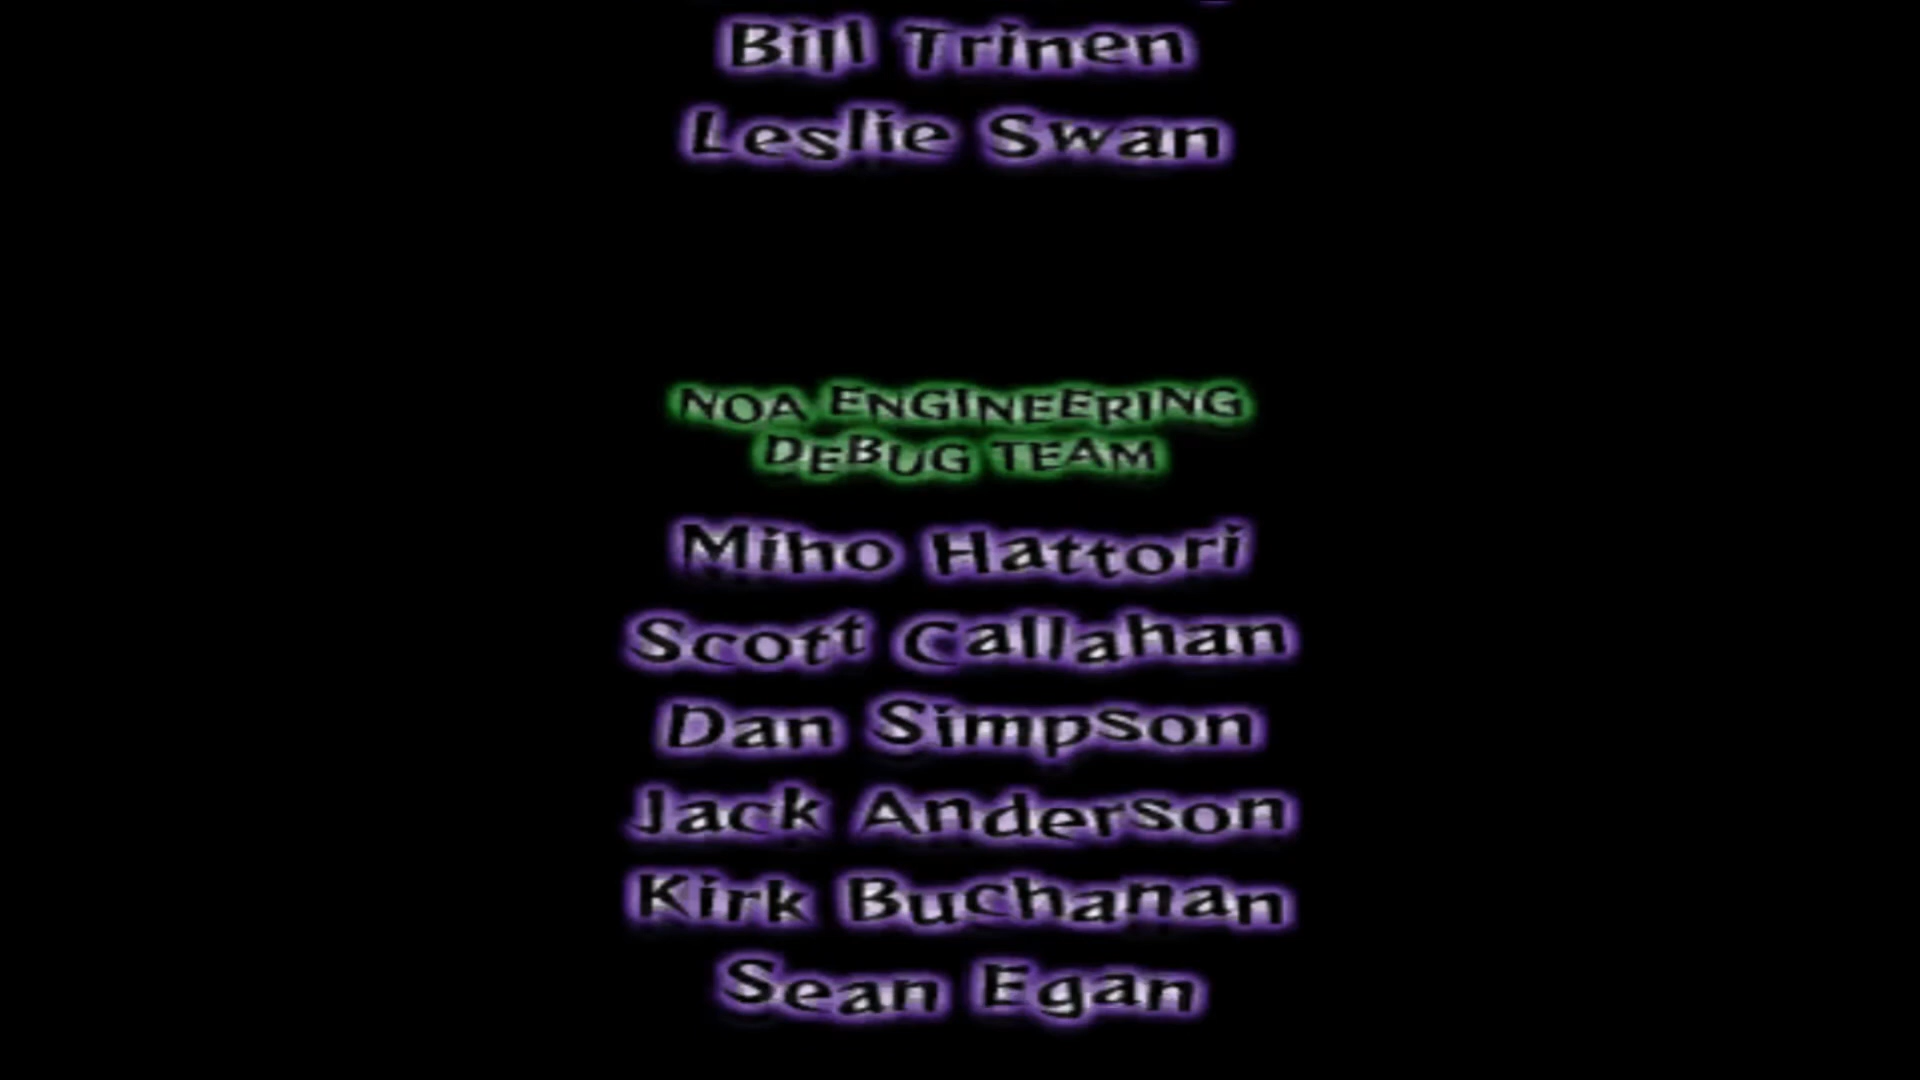 Bill Trinen
Leslie Swan
NOA ENGINEERING
DEBUG TEAM
Miho Hattori
Scott Callahan
Dan Simpson
Jack Anderson
Kirk Buchanan
Sean Egan